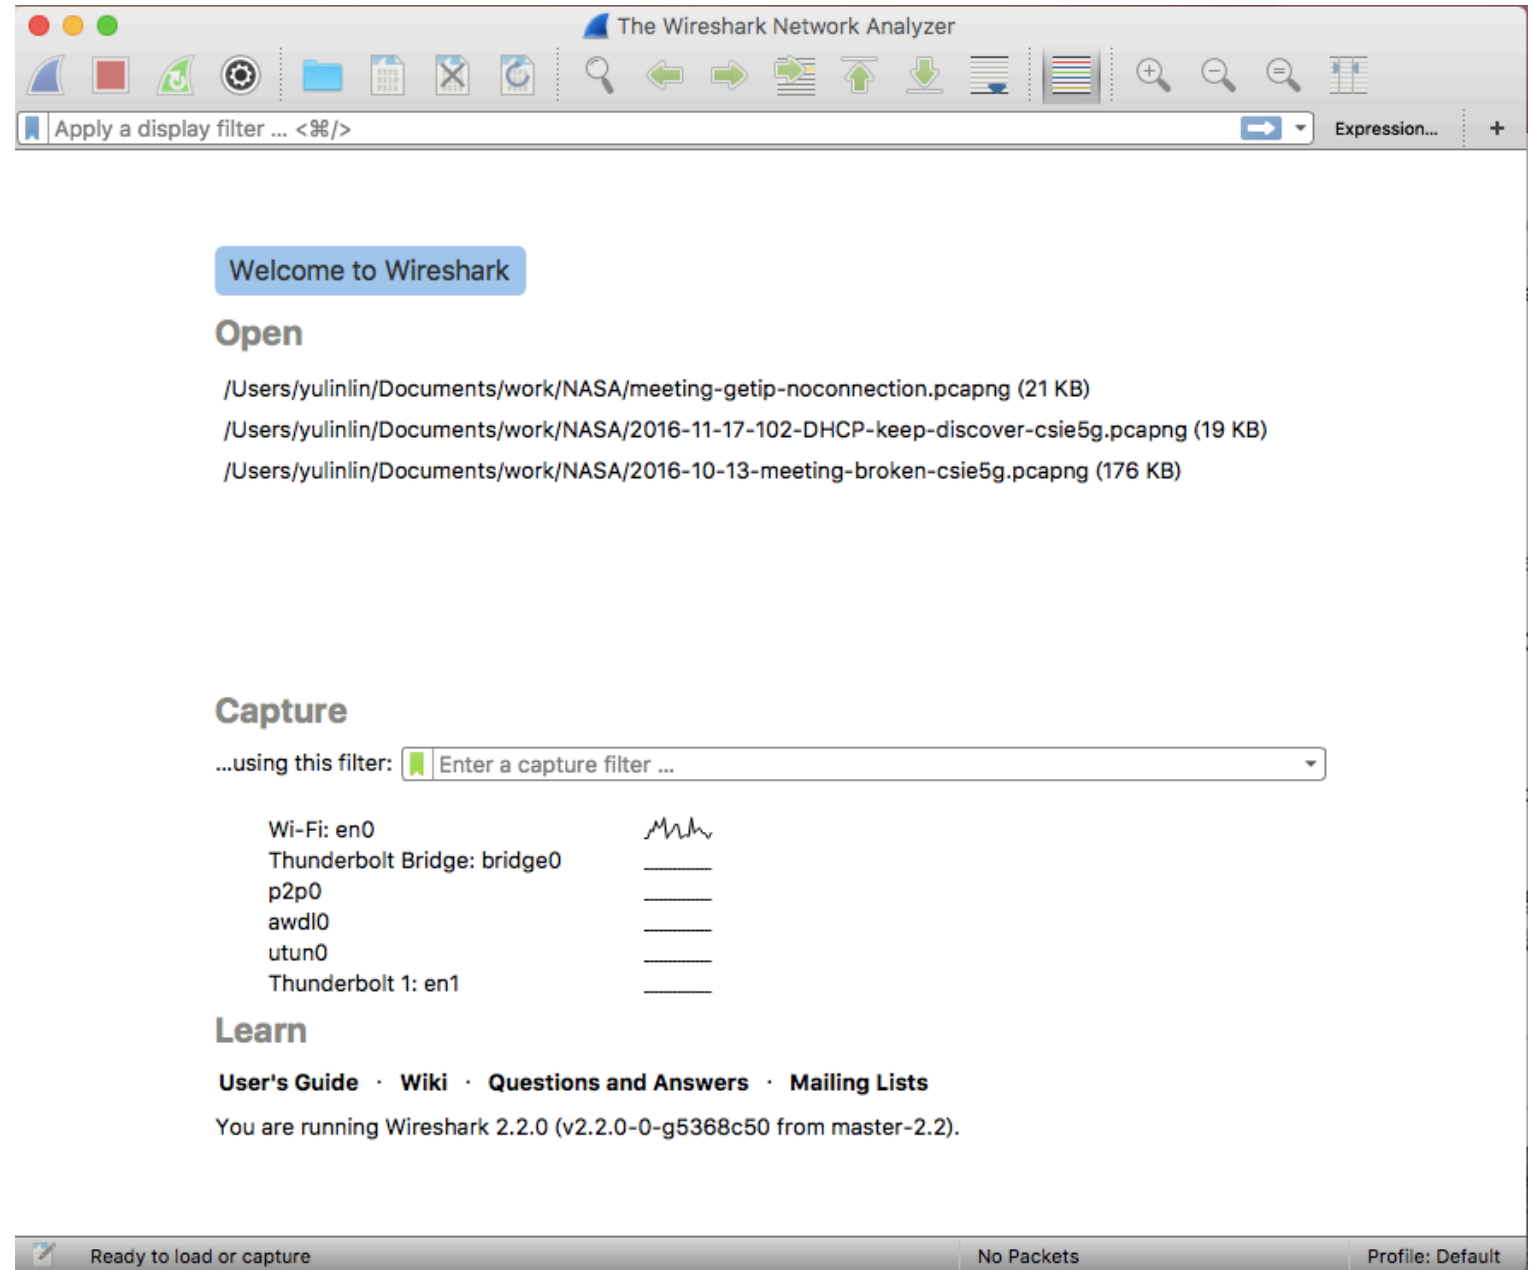 The Wireshark Network Analyzer
Apply a display filter ... <⌘/>
Expression...
+
Welcome to Wireshark
Open
/Users/yulinlin/Documents/work/NASA/meeting-getip-noconnection.pcapng (21 KB)
/Users/yulinlin/Documents/work/NASA/2016-11-17-102-DHCP-keep-discover-csie5g.pcapng (19 KB)
/Users/yulinlin/Documents/work/NASA/2016-10-13-meeting-broken-csie5g.pcapng (176 KB)
Capture
...using this filter: Enter a capture filter ...
Wi-Fi: en0
Thunderbolt Bridge: bridge0
p2p0
awdl0
utun0
Thunderbolt 1: en1
Learn
User's Guide · Wiki · Questions and Answers · Mailing Lists
You are running Wireshark 2.2.0 (v2.2.0-0-g5368c50 from master-2.2).
Ready to load or capture No Packets Profile: Default